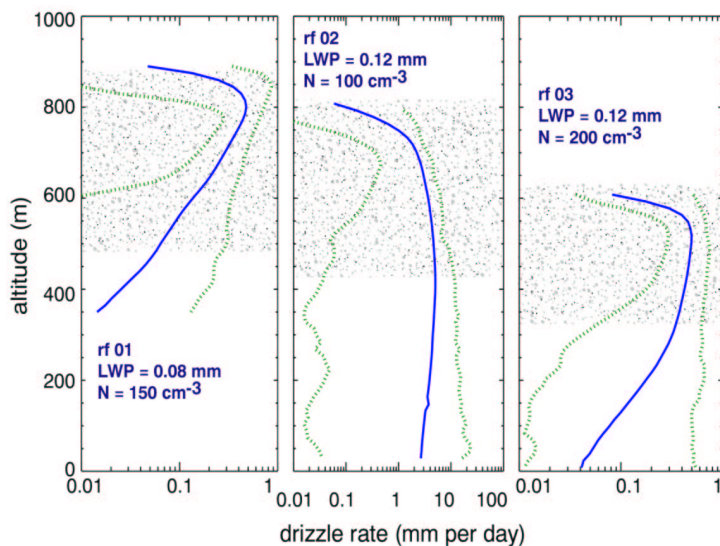 1000
800
600
400
200
0
altitude (m)
rf 01
LWP = 0.08 mm
N = 150 cm-3
rf 02
LWP = 0.12 mm
N = 100 cm-3
rf 03
LWP = 0.12 mm
N = 200 cm-3
0.01 0.1 1
0.01 0.1 1 10 100
0.01 0.1 1
drizzle rate (mm per day)